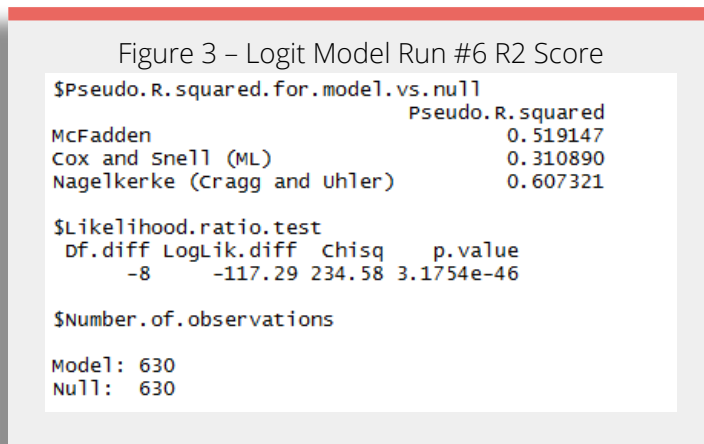 Figure 3 – Logit Model Run #6 R2 Score
$Pseudo.R.squared.for.model.vs.null
Pseudo.R.squared
McFadden 0.519147
Cox and Snell (ML) 0.310890
Nagelkerke (Cragg and Uhler) 0.607321
$Likelihood.ratio.test
Df.diff LogLik.diff Chisq p.value
-8 -117.29 234.58 3.1754e-46
$Number.of.observations
Model: 630
Null: 630